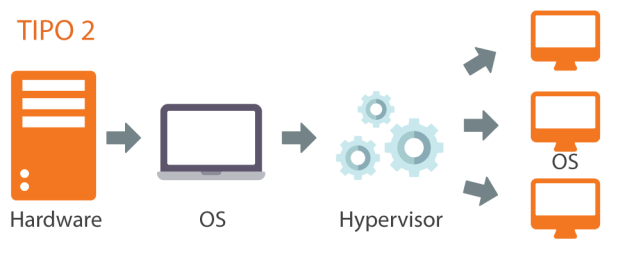 TIPO 2
Hardware
OS
Hypervisor
OS